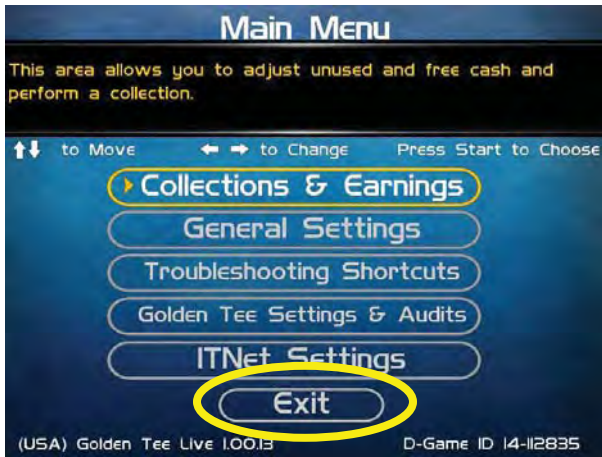 Main Menu
This area allows you to adjust unused and free cash and
perform a collection.
to Move to Change Press Start to Choose
Collections & Earnings
General Settings
Troubleshooting Shortcuts
Golden Tee Settings & Audits
ITNet Settings
Exit
(USA) Golden Tee Live 1.00.13 D-Game ID 14-112835